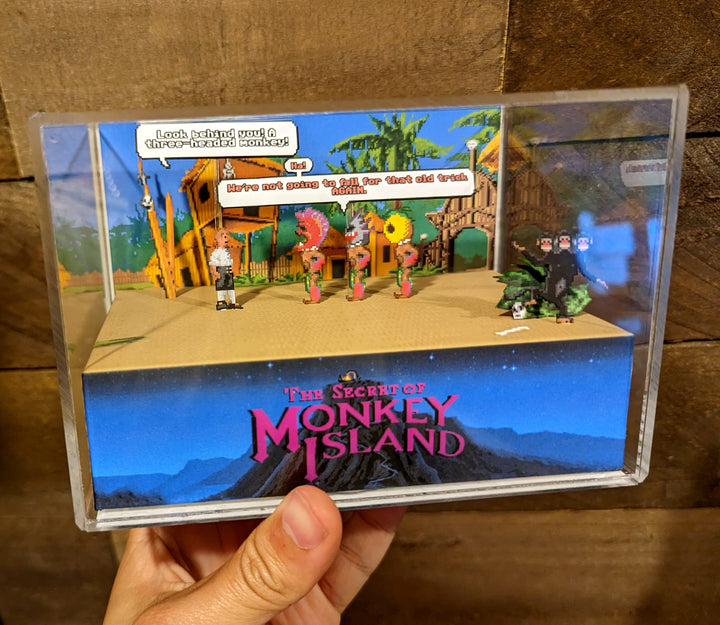 Look behind you! A
three-headed monkey!
Ha!
We're not going to fall for that old trick
AGAIN.
THE SECRET OF
MONKEY
ISLAND